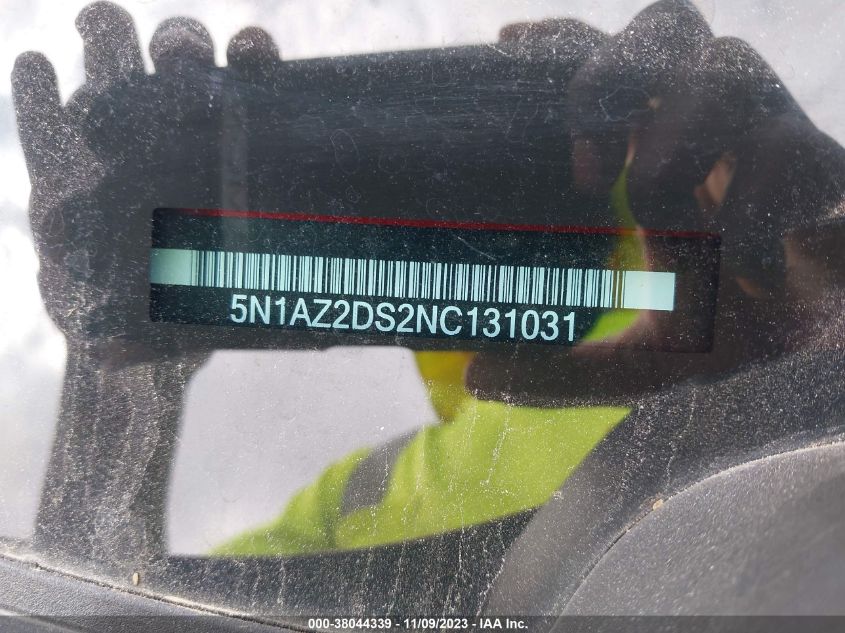 5N1AZ2DS2NC131031
000-38044339 - 11/09/2023 - IAA Inc.